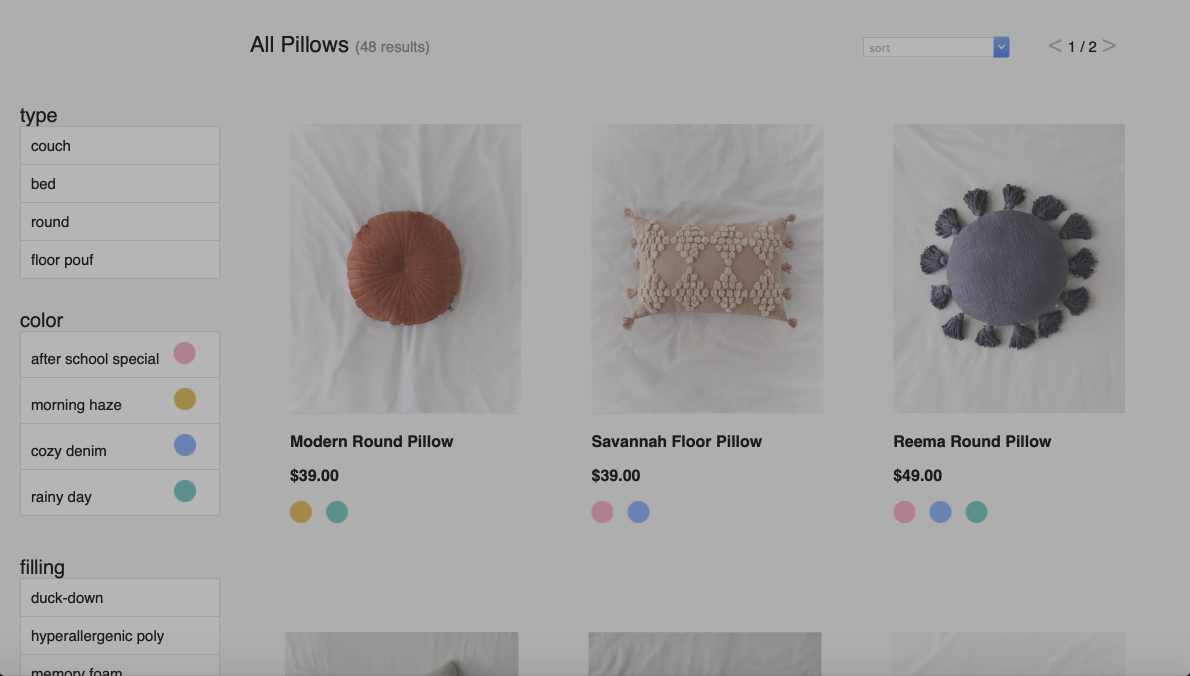 All Pillows (48 results)
sort
< 1 / 2 >
type
couch
bed
round
floor pouf
color
after school special
morning haze
cozy denim
rainy day
filling
duck-down
hyperallergenic poly
memory foam
Modern Round Pillow
$39.00
Savannah Floor Pillow
$39.00
Reema Round Pillow
$49.00